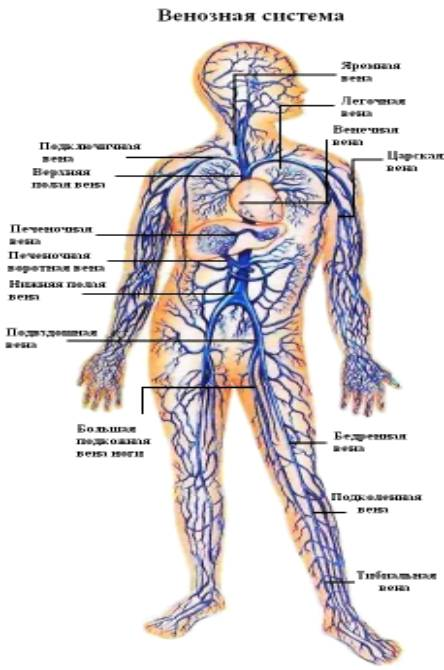 Венозная система
Яремная
вена
Легочная
вена
Венечная
вена
Царская
вена
Подключичная
вена
Верхняя
полая вена
Печеночная
вена
Печеночная
воротная вена
Нижняя полая
вена
Подвздошная
вена
Большая
подкожная
вена ноги
Бедренная
вена
Подколенная
вена
Тибиальная
вена